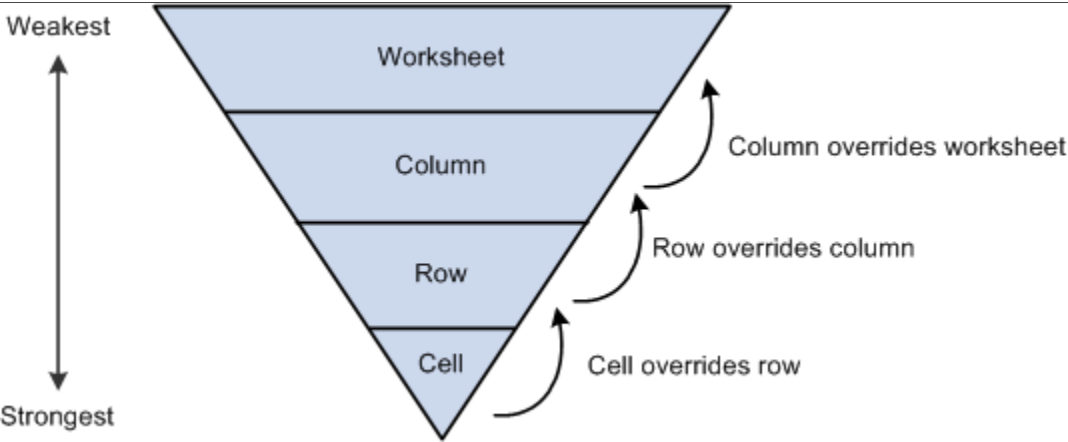 Weakest
Worksheet
Column
Column overrides worksheet
Row
Row overrides column
Cell
Cell overrides row
Strongest